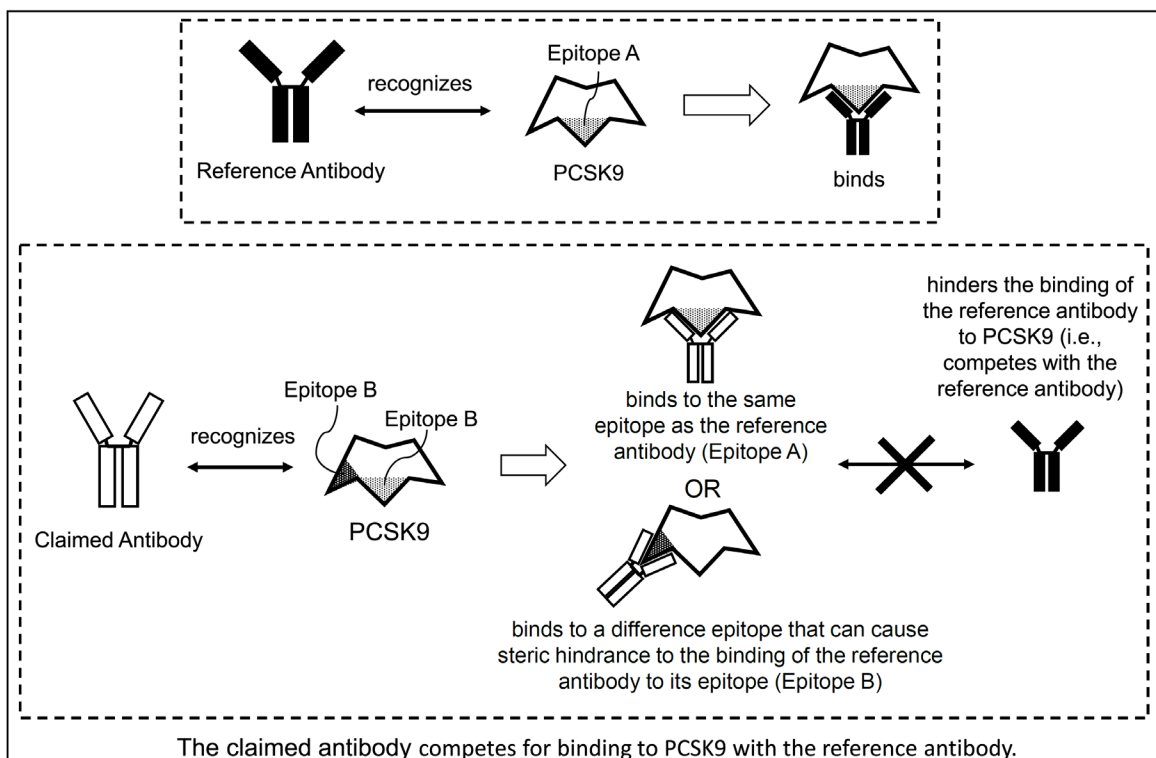 Epitope A
recognizes
Reference Antibody
PCSK9
binds
Epitope B
Epitope B
recognizes
Claimed Antibody
PCSK9
binds to the same
epitope as the reference
antibody (Epitope A)
OR
binds to a difference epitope that can cause
steric hindrance to the binding of the reference
antibody to its epitope (Epitope B)
hinders the binding of
the reference antibody
to PCSK9 (i.e.,
competes with the
reference antibody)
The claimed antibody competes for binding to PCSK9 with the reference antibody.